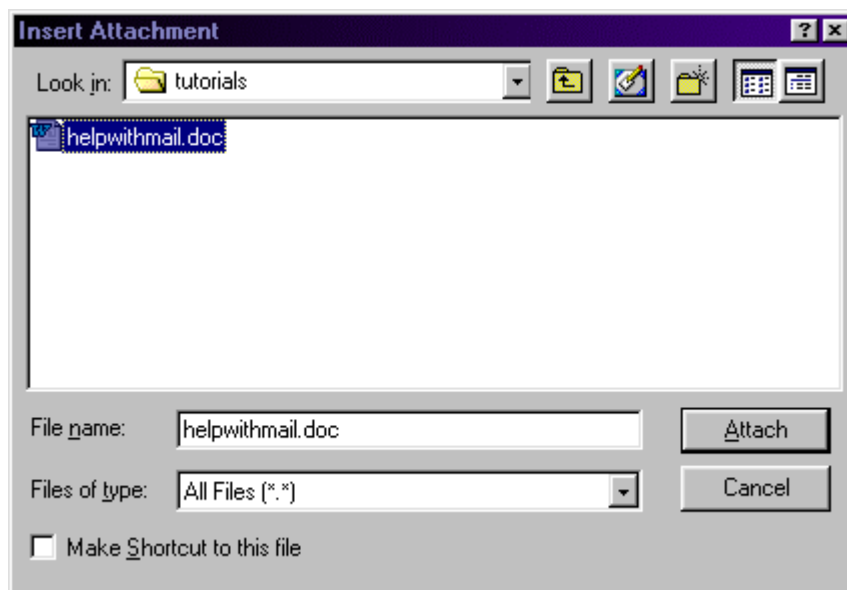 Insert Attachment
Look in: tutorials
helpwithmail.doc
File name: helpwithmail.doc Attach
Files of type: All Files (*.*) Cancel
Make Shortcut to this file